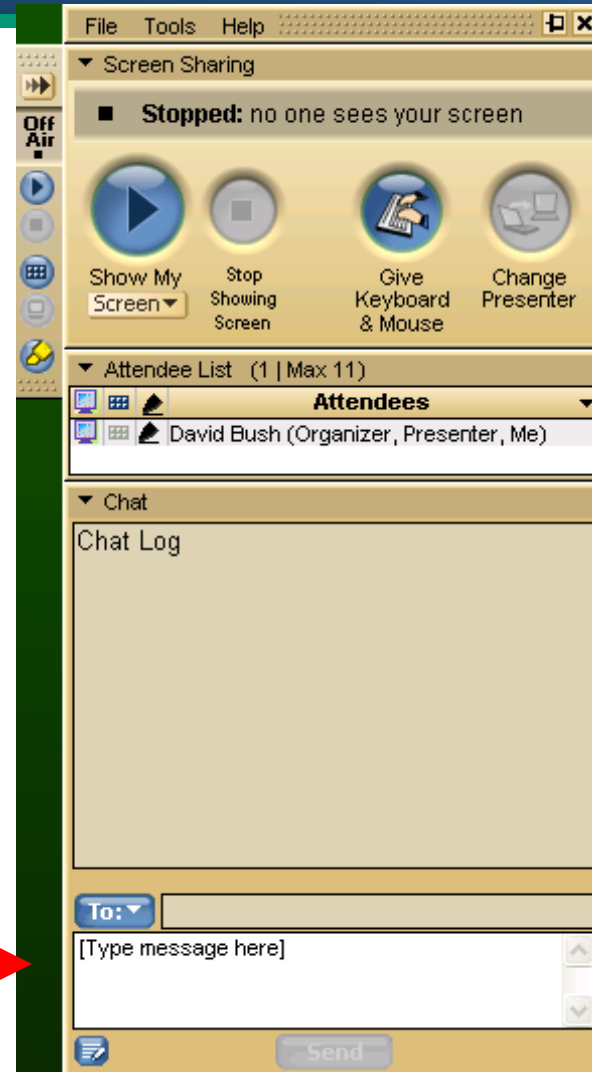 File Tools Help
Screen Sharing
Off
Air
Stopped: no one sees your screen
Show My
Screen
Stop
Showing
Screen
Give
Keyboard
& Mouse
Change
Presenter
Attendee List (1 | Max 11)
Attendees
David Bush (Organizer, Presenter, Me)
Chat
Chat Log
To:
[Type message here]
Send